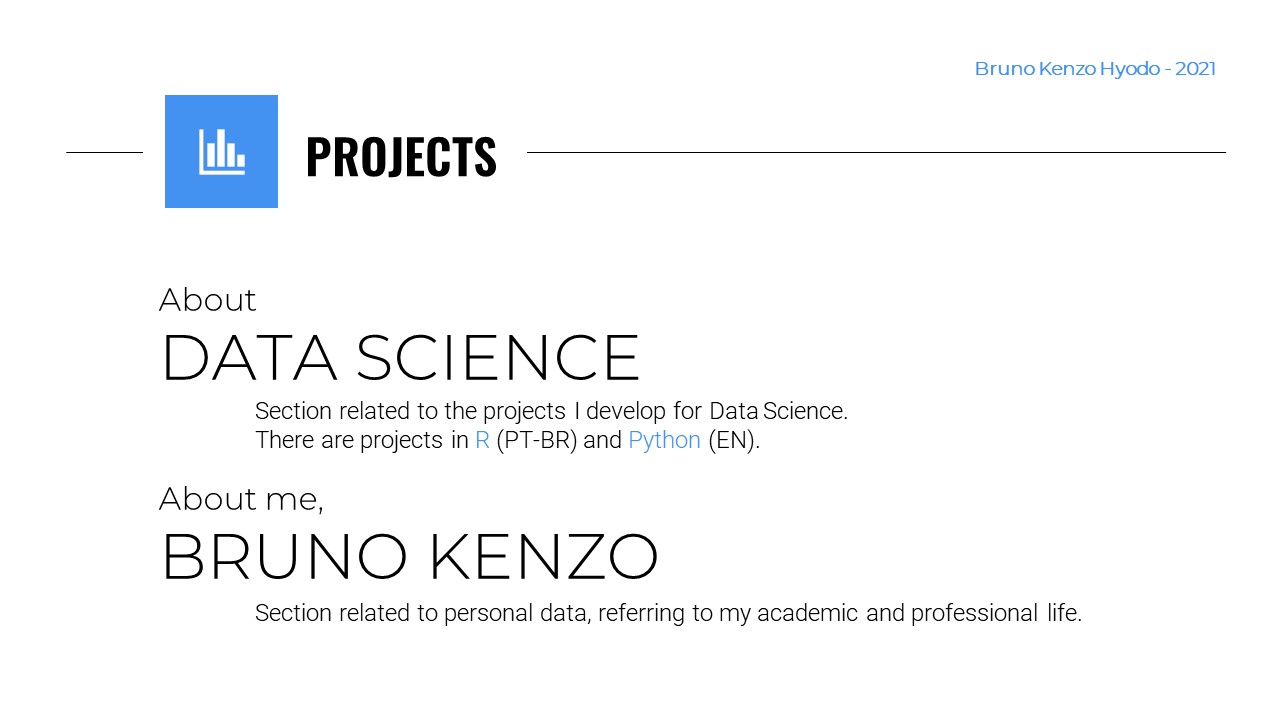 Bruno Kenzo Hyodo - 2021
PROJECTS
About
DATA SCIENCE
Section related to the projects I develop for Data Science.
There are projects in R (PT-BR) and Python (EN).
About me,
BRUNO KENZO
Section related to personal data, referring to my academic and professional life.